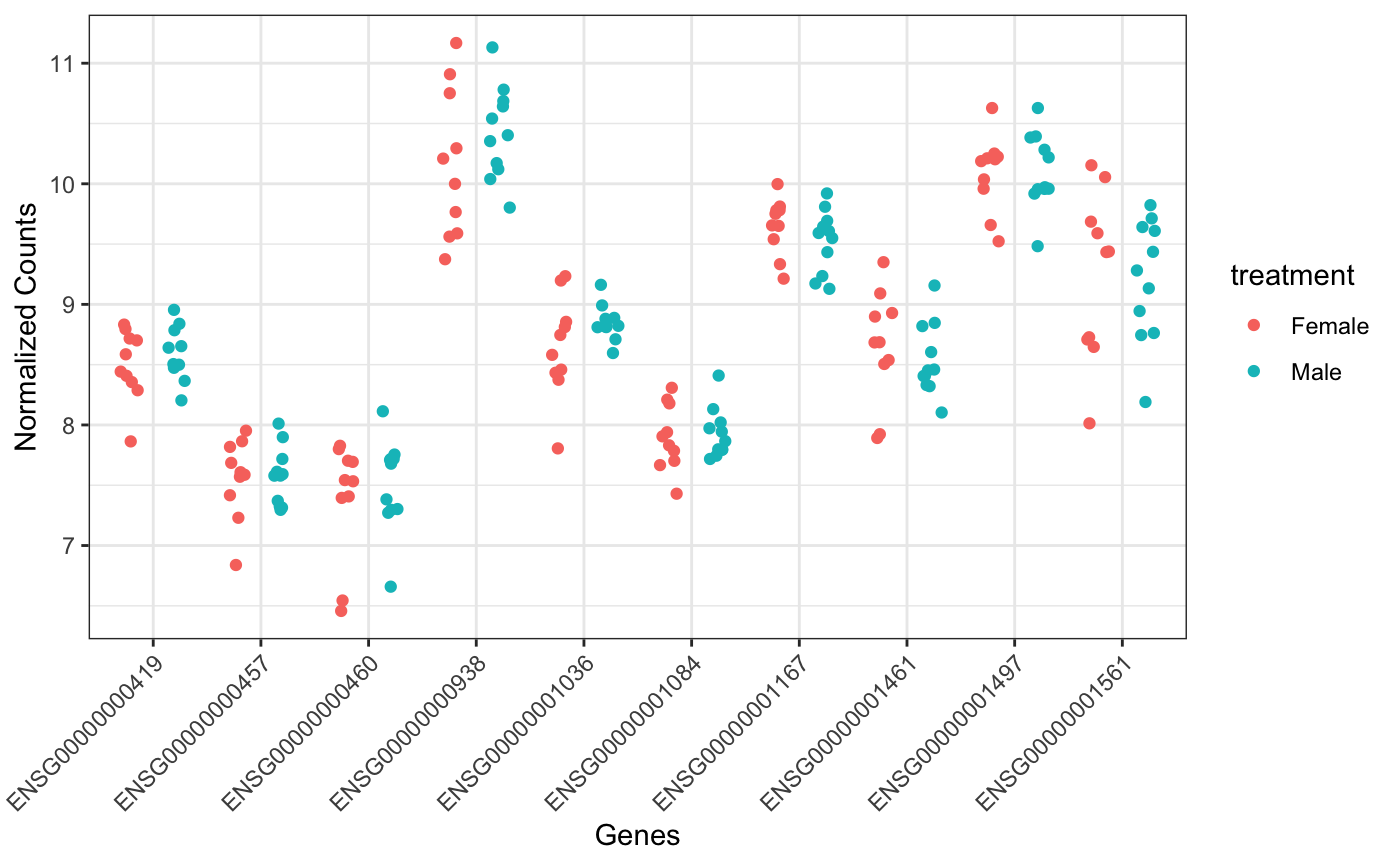 11
10
9
8
7
Normalized Counts
ENSG00000000419
ENSG00000000457
ENSG00000000460
ENSG00000000938
ENSG00000001036
ENSG00000001084
ENSG00000001167
ENSG00000001461
ENSG00000001497
ENSG00000001561
Genes
treatment
Female
Male